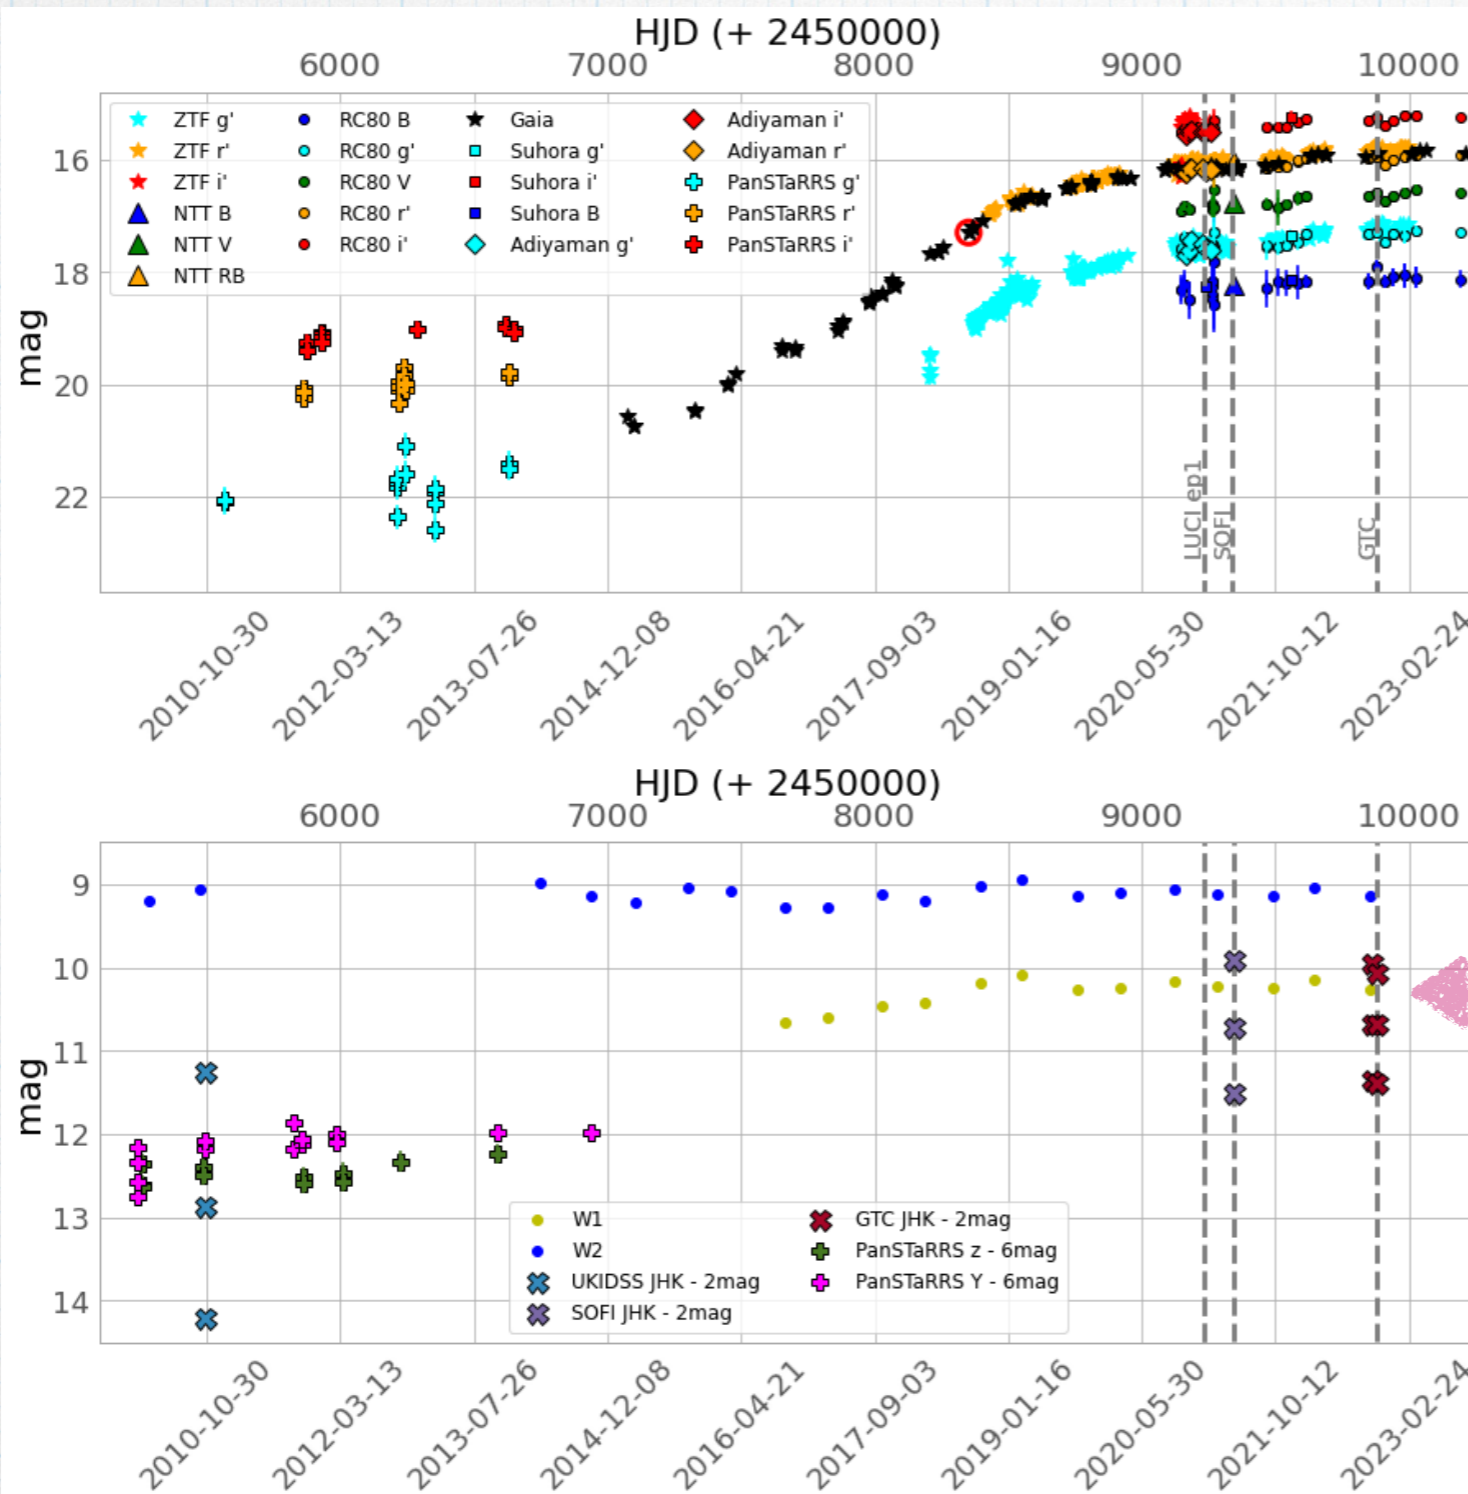 HJD (+ 2450000)
6000 7000 8000 9000 10000
ZTF g' RC80 B Gaia Adiyaman i'
ZTF r' RC80 g' Suhora g' Adiyaman r'
ZTF i' RC80 V Suhora i' PanSTaRRS g'
NTT B RC80 r' Suhora B PanSTaRRS r'
NTT V RC80 i' Adiyaman g' PanSTaRRS i'
NTT RB
16
18
20
22
mag
LUCI ep1
SOFI
GTC
2010-10-30 2012-03-13 2013-07-26 2014-12-08 2016-04-21 2017-09-03 2019-01-16 2020-05-30 2021-10-12 2023-02-24
HJD (+ 2450000)
6000 7000 8000 9000 10000
9
10
11
12
13
14
mag
W1 GTC JHK - 2mag
W2 PanSTaRRS z - 6mag
UKIDSS JHK - 2mag PanSTaRRS Y - 6mag
SOFI JHK - 2mag
2010-10-30 2012-03-13 2013-07-26 2014-12-08 2016-04-21 2017-09-03 2019-01-16 2020-05-30 2021-10-12 2023-02-24